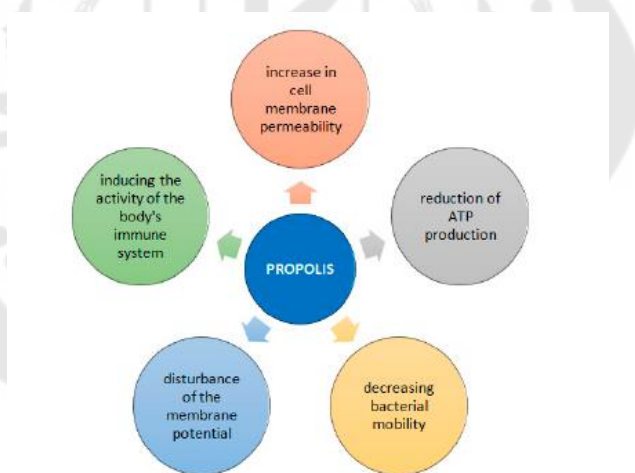 increase in
cell
membrane
permeability
inducing the
activity of the
body's
immune
system
reduction of
ATP
production
PROPOLIS
disturbance
of the
membrane
potential
decreasing
bacterial
mobility